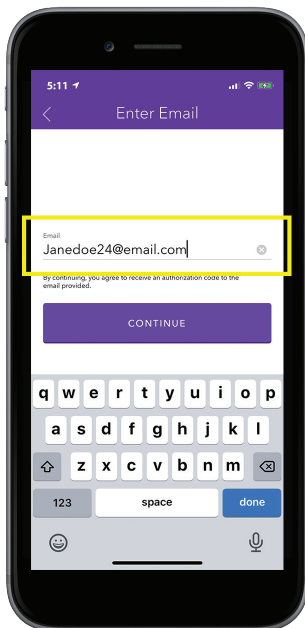 5:11
Enter Email
Email
Janedoe24@email.com
By continuing, you agree to receive an authorization code to the
email provided.
CONTINUE
q w e r t y u i o p
a s d f g h j k l
z x c v b n m
123 space done